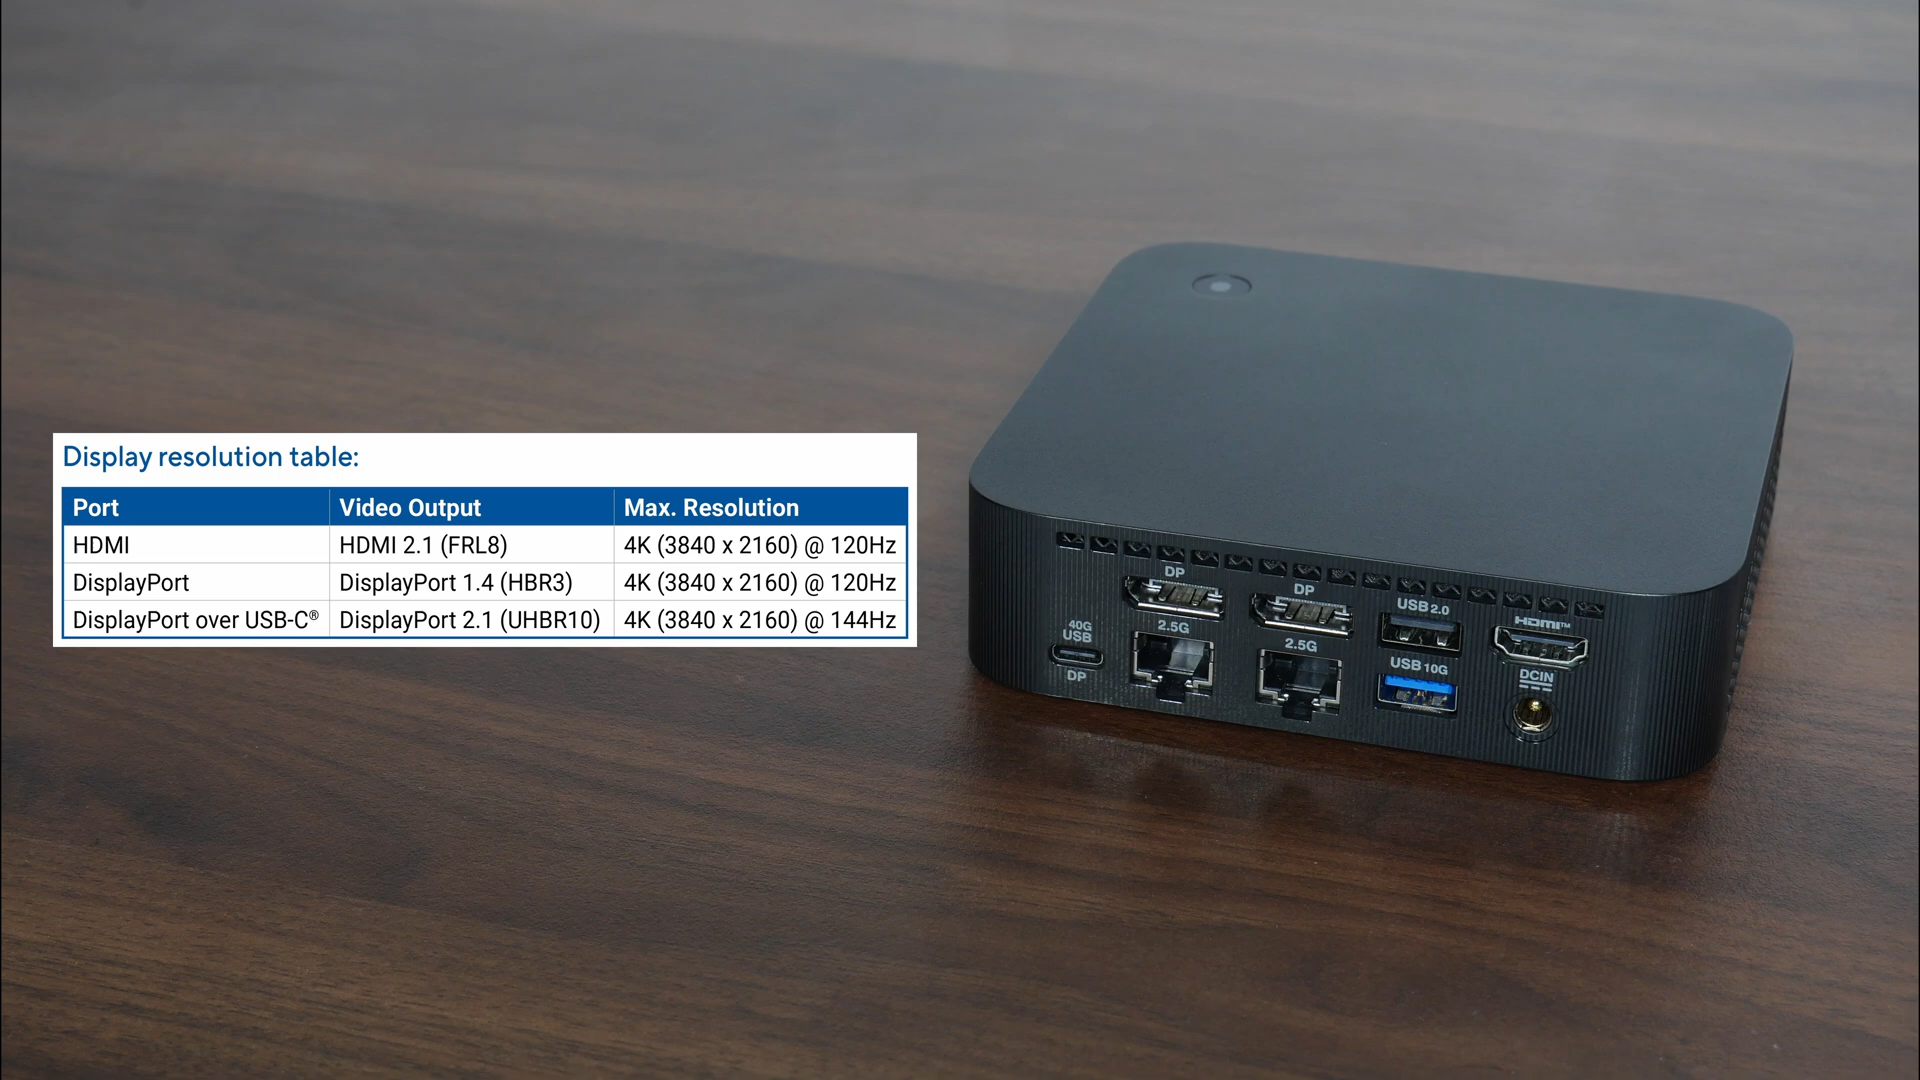 Display resolution table:
Port Video Output Max. Resolution
HDMI HDMI 2.1 (FRL8) 4K (3840 x 2160) @ 120Hz
DisplayPort DisplayPort 1.4 (HBR3) 4K (3840 x 2160) @ 120Hz
DisplayPort over USB-C® DisplayPort 2.1 (UHBR10) 4K (3840 x 2160) @ 144Hz
DP
DP
USB 2.0
HDMI™
40G
USB
DP
2.5G
2.5G
USB 10G
DCIN